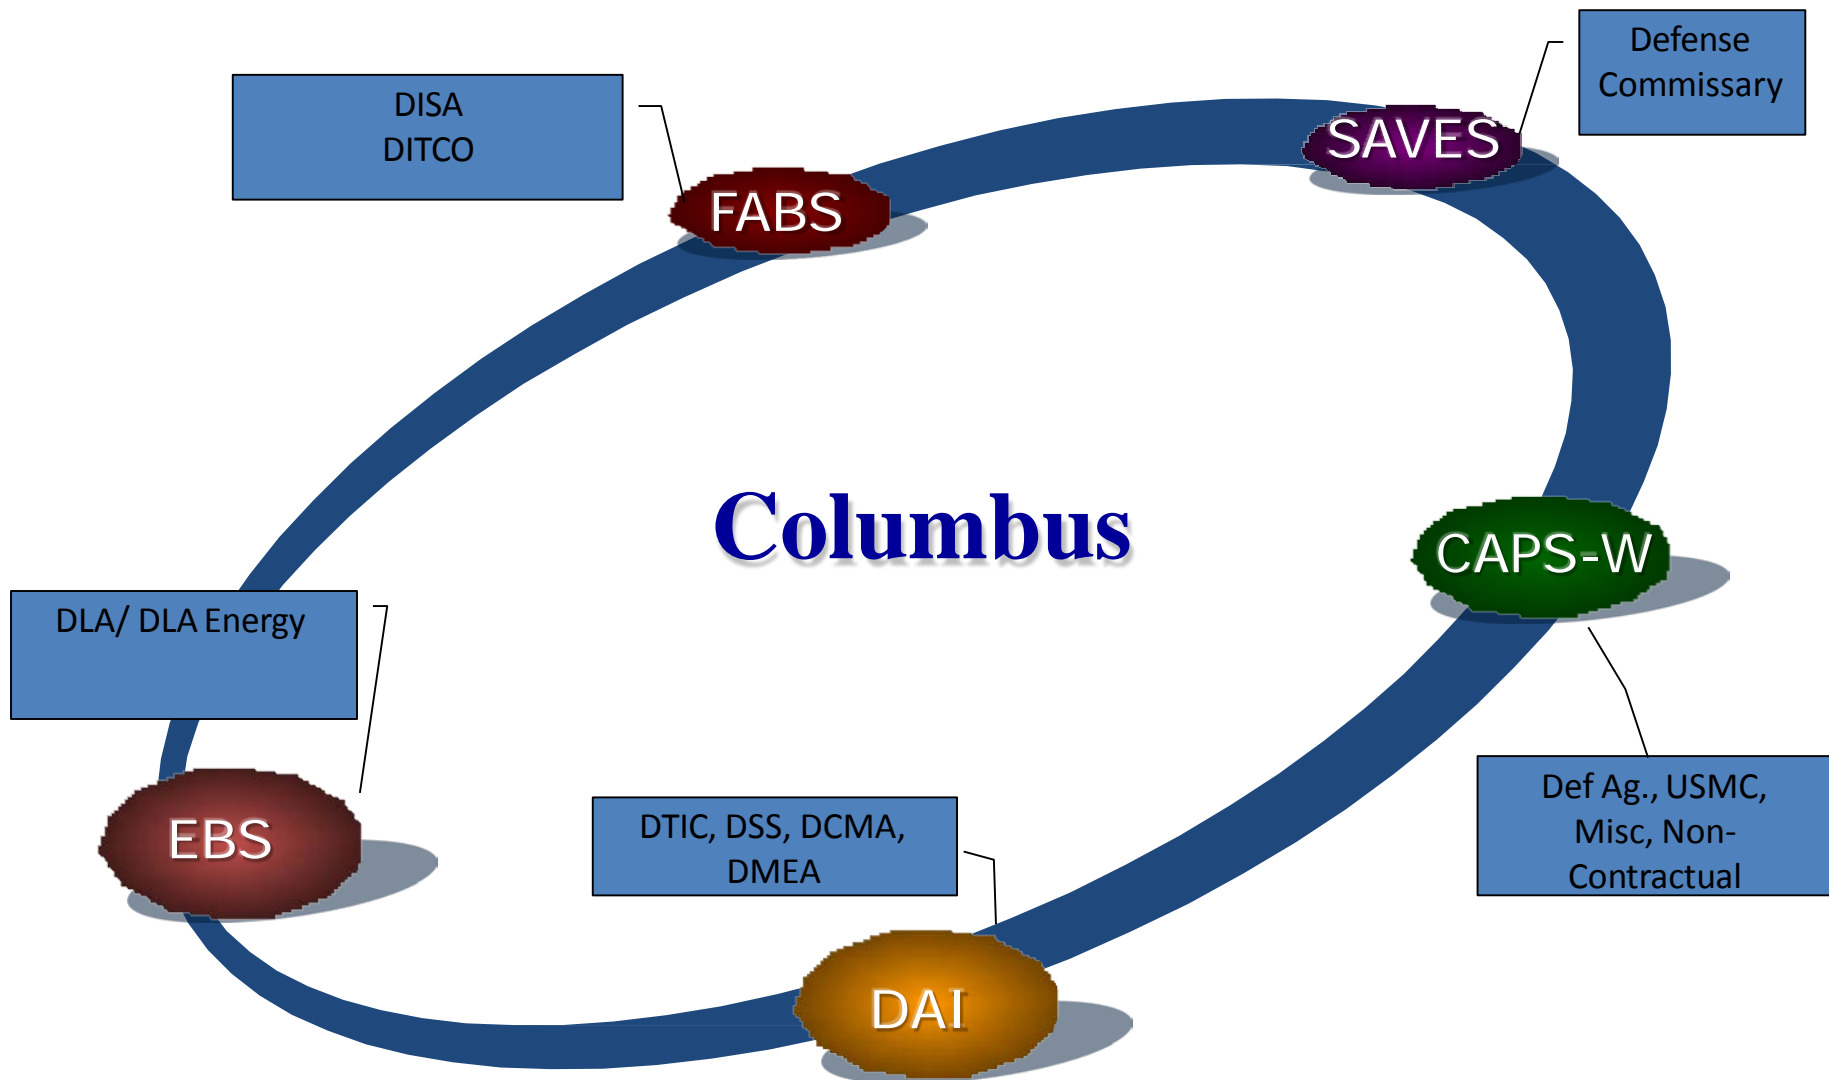 Defense
Commissary
DISA
DITCO
SAVES
FABS
Columbus
CAPS-W
DLA/ DLA Energy
Def Ag., USMC,
Misc, Non-
Contractual
DTIC, DSS, DCMA,
DMEA
EBS
DAI